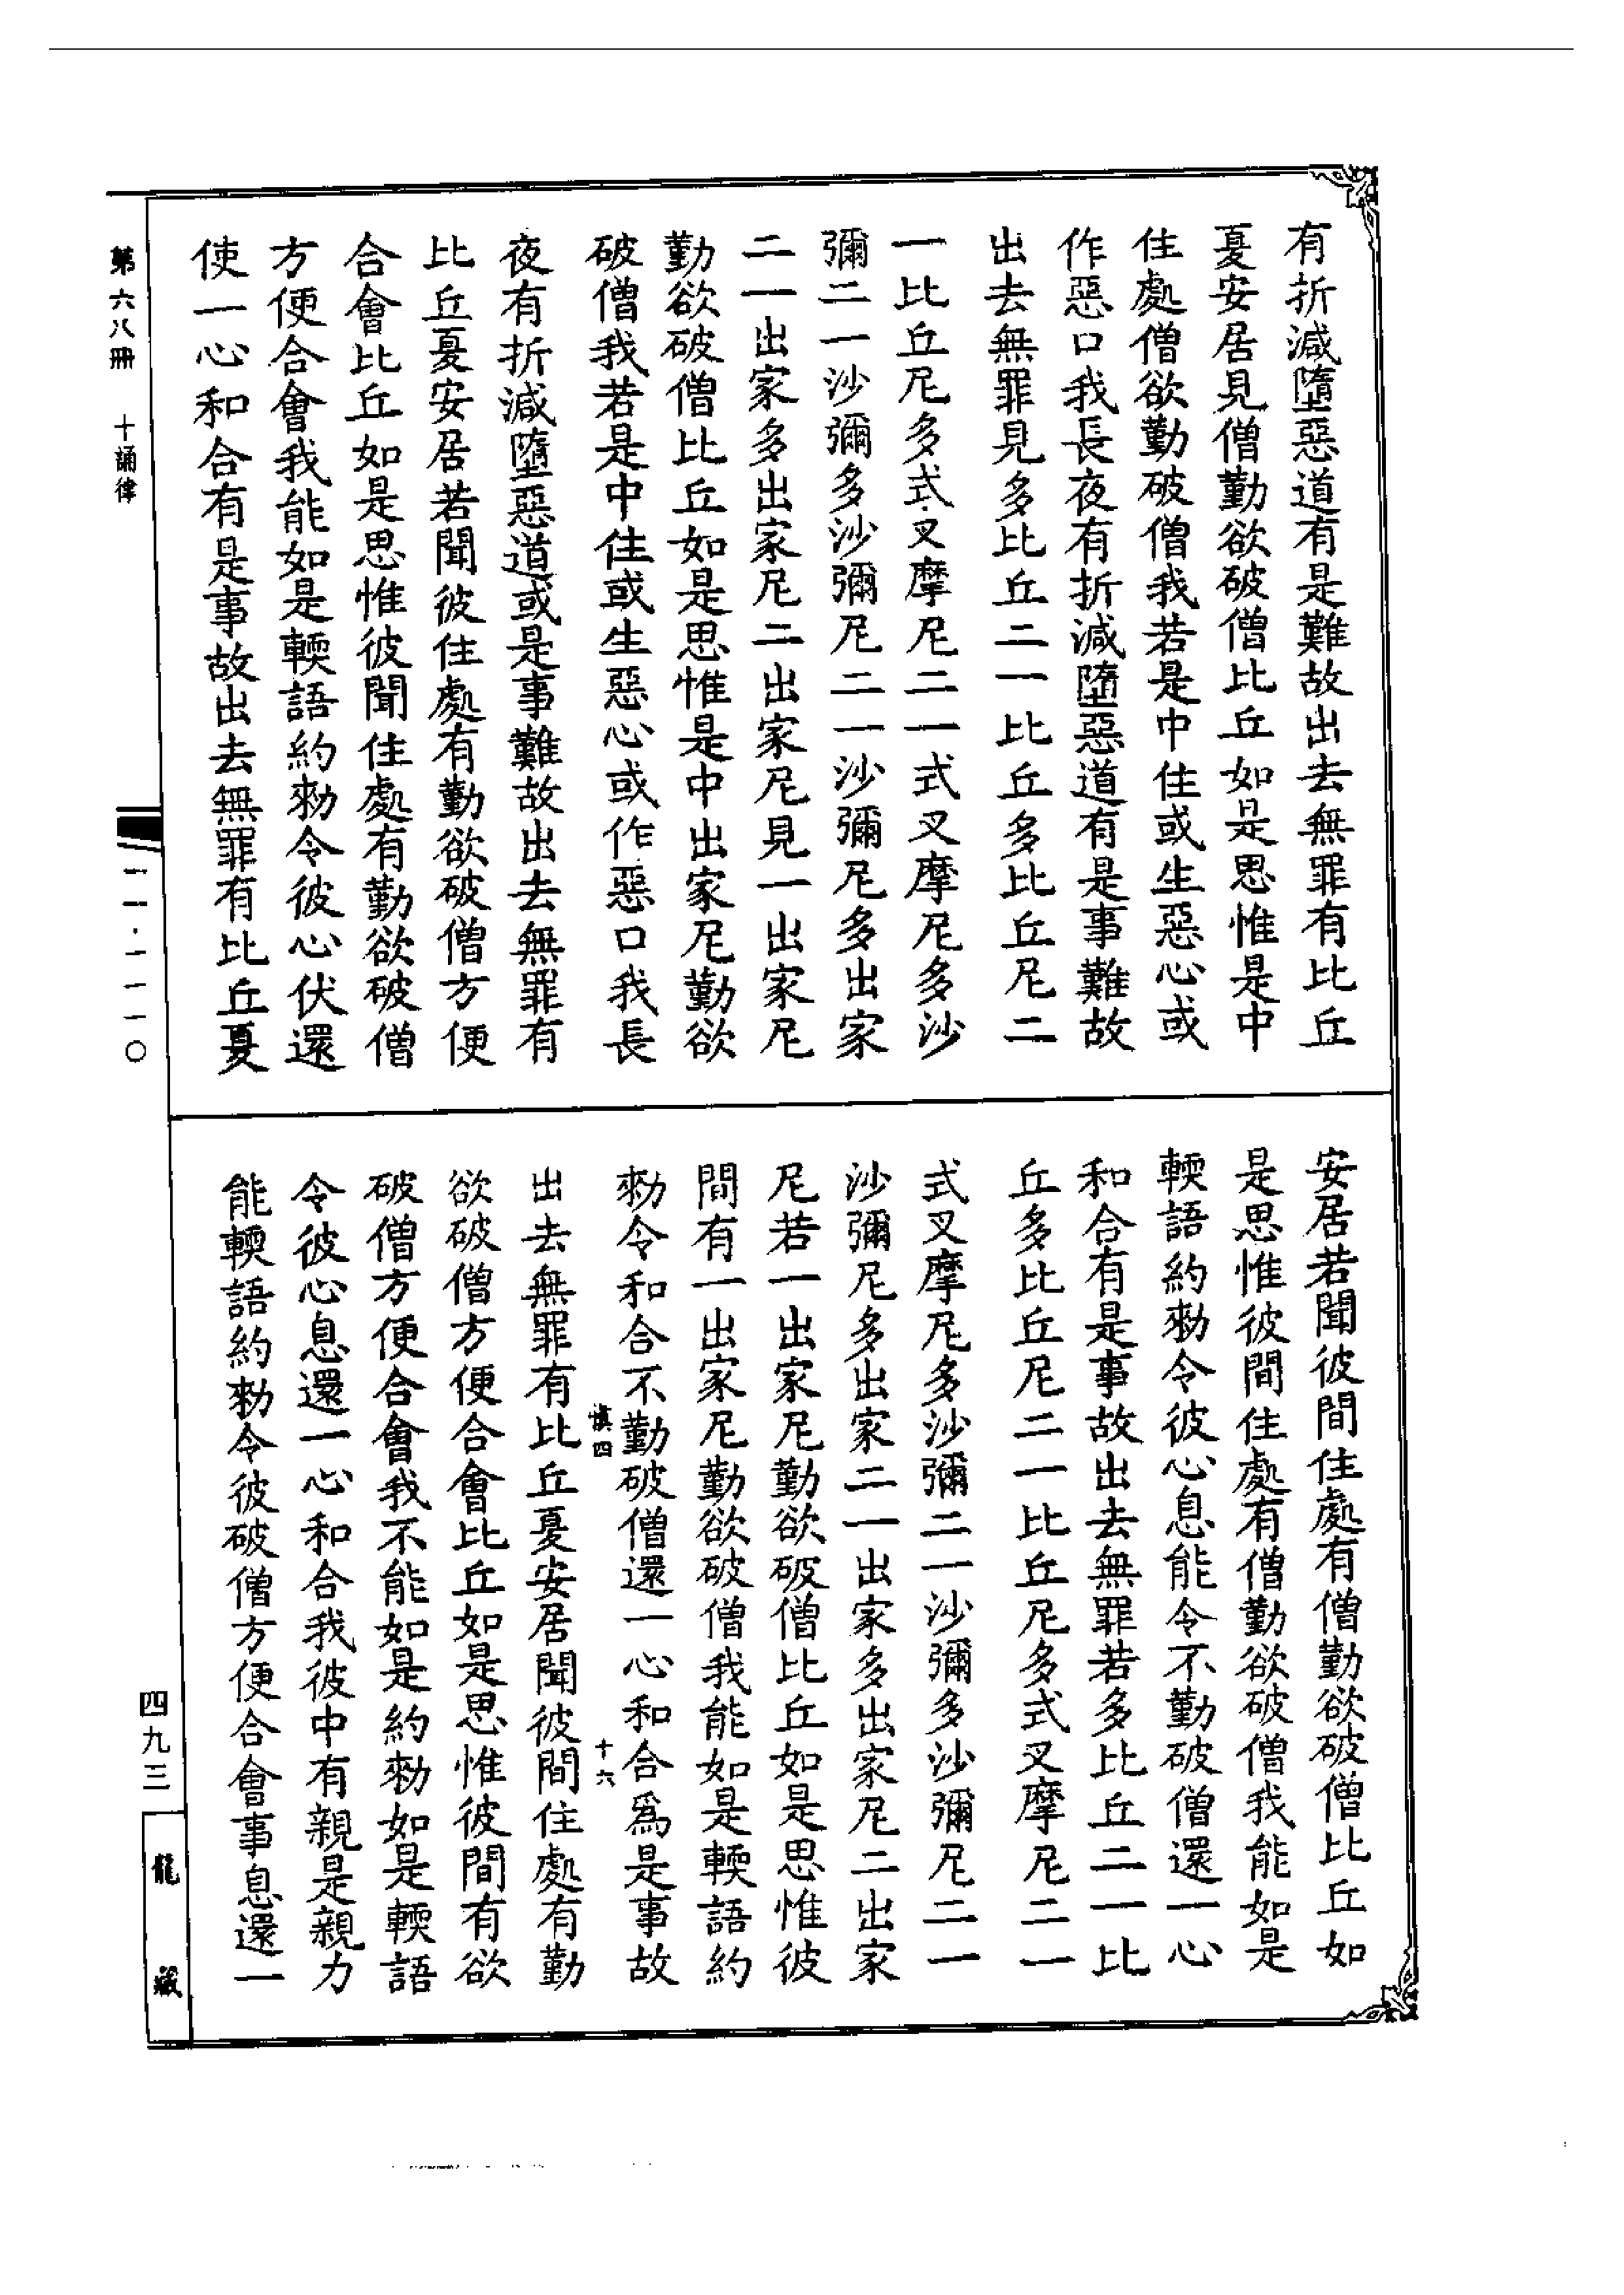 有折減墮惡道有是難故出去無罪有比丘
夏安居見僧勤欲破僧比丘如是思惟是中
住處僧欲勤破僧我若是中住或生惡心或
作惡口我長夜有折減墮惡道有是事難故
出去無罪見多比丘二一比丘多比丘尼二
一比丘尼多式叉摩尼二一式叉摩尼多沙
彌二一沙彌多沙彌尼二一沙彌尼多出家
二一出家多出家尼二出家尼見一出家尼
勤欲破僧比丘如是思惟是中出家尼勤欲
破僧我若是中住或生惡心或作惡口我長
夜有折減墮惡道或是事難故出去無罪有
比丘夏安居若聞彼住處有勤欲破僧方便
合會比丘如是思惟彼聞住處有勤欲破僧
方便合會我能如是輭語約勑令彼心伏還
使一心和合有是事故出去無罪有比丘夏
安居若聞彼間住處有僧勤欲破僧比丘如
是思惟彼間住處有僧勤欲破僧我能如是
輭語約勑令彼心息能令不勤破僧還一心
和合有是事故出去無罪若多比丘二一比
丘多比丘尼二一比丘尼多式叉摩尼二一
式叉摩尼多沙彌二一沙彌多沙彌尼二一
沙彌尼多出家二一出家多出家尼二出家
尼若一出家尼勤欲破僧比丘如是思惟彼
間有一出家尼勤欲破僧我能如是輭語約
勑令和合不勤破僧還一心和合爲是事故
慎四 十六
出去無罪有比丘夏安居聞彼間住處有勤
欲破僧方便合會比丘如是思惟彼間有欲
破僧方便合會我不能如是約勑如是輭語
令彼心息還一心和合我彼中有親是親力
能輭語約勑令彼破僧方便合會事息還一
第六八冊 十誦律
二一·一一一〇
四九三
龍藏